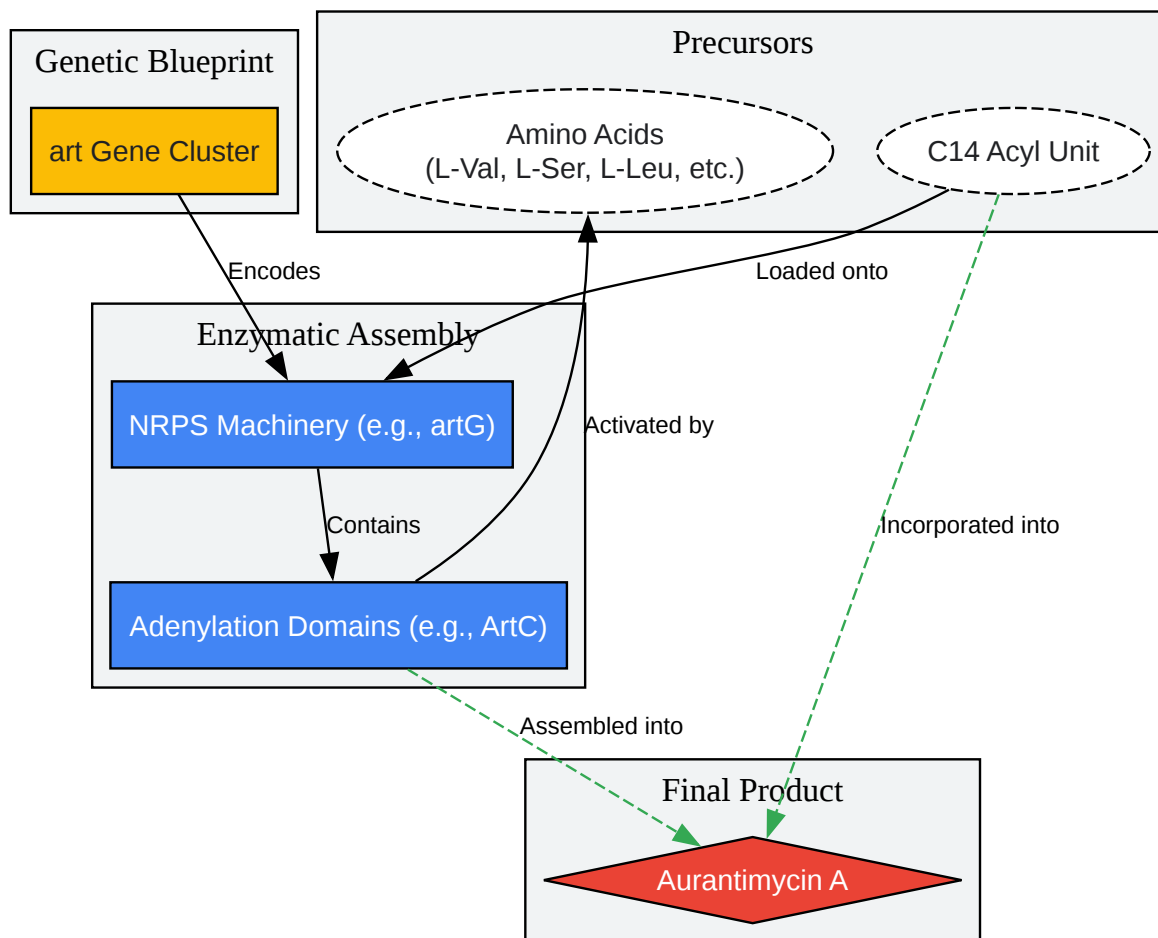 Genetic Blueprint
Precursors
art Gene Cluster
Amino Acids
(L-Val, L-Ser, L-Leu, etc.)
C14 Acyl Unit
Encodes
Loaded onto
Enzymatic Assembly
NRPS Machinery (e.g., artG)
Activated by
Contains
Incorporated into
Adenylation Domains (e.g., ArtC)
Assembled into
Final Product
Aurantimycin A